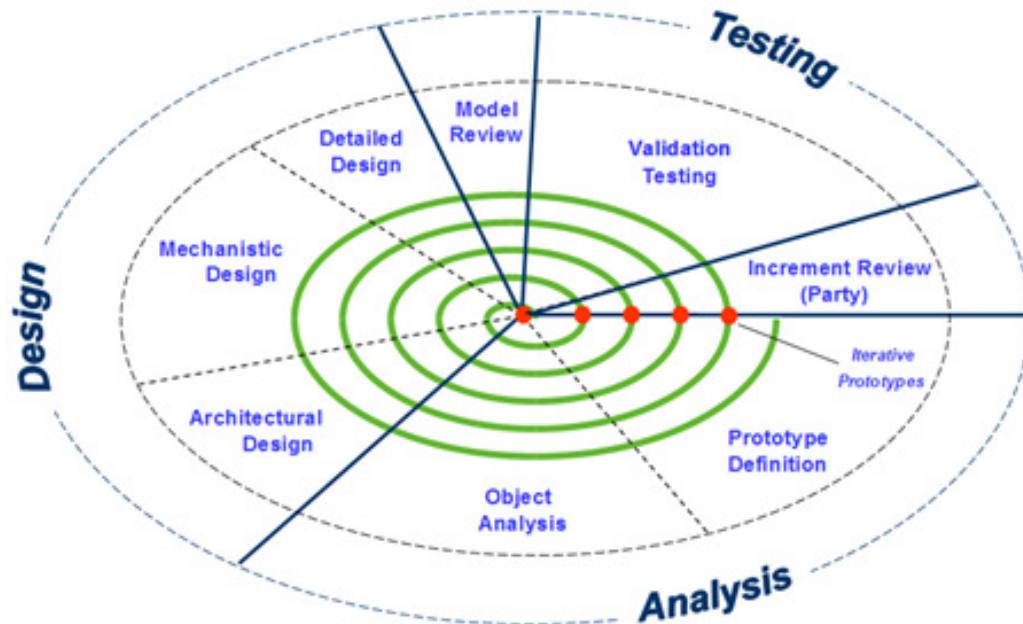 Testing
Model
Review
Detailed
Design
Validation
Testing
Mechanistic
Design
Increment Review
(Party)
Design
Iterative
Prototypes
Architectural
Design
Prototype
Definition
Object
Analysis
Analysis